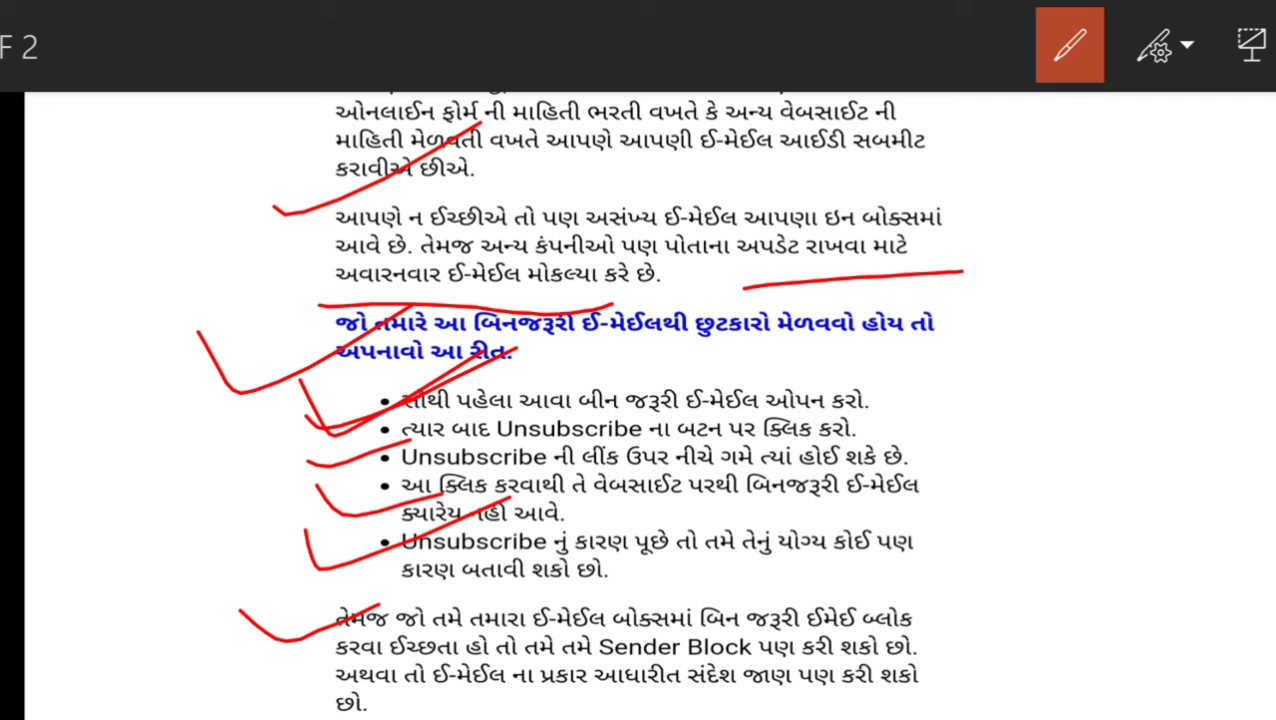 F 2
ઓનલાઈન ફોર્મ ની માહિતી ભરતી વખતે કે અન્ય વેબસાઈટ ની
માહિતી મેળવતી વખતે આપણે આપણી ઈ-મેઈલ આઈડી સબમીટ
કરાવીએ છીએ.
આપણે ન ઈચ્છીએ તો પણ અસંખ્ય ઈ-મેઈલ આપણા ઇન બોક્સમાં
આવે છે. તેમજ અન્ય કંપનીઓ પણ પોતાના અપડેટ રાખવા માટે
અવારનવાર ઈ-મેઈલ મોકલ્યા કરે છે.
જો તમારે આ બિનજરૂરી ઈ-મેઈલથી છુટકારો મેળવવો હોય તો
અપનાવો આ રીત.
• સૌથી પહેલા આવા બીન જરૂરી ઈ-મેઈલ ઓપન કરો.
• ત્યાર બાદ Unsubscribe ના બટન પર ક્લિક કરો.
• Unsubscribe ની લીંક ઉપર નીચે ગમે ત્યાં હોઈ શકે છે.
• આ ક્લિક કરવાથી તે વેબસાઈટ પરથી બિનજરૂરી ઈ-મેઈલ
ક્યારેય નહી આવે.
• Unsubscribe નું કારણ પૂછે તો તમે તેનું યોગ્ય કોઈ પણ
કારણ બતાવી શકો છો.
તેમજ જો તમે તમારા ઈ-મેઈલ બોક્સમાં બિન જરૂરી ઈમેઈ બ્લોક
કરવા ઈચ્છતા હો તો તમે તમે Sender Block પણ કરી શકો છો.
અથવા તો ઈ-મેઈલ ના પ્રકાર આધારીત સંદેશ જાણ પણ કરી શકો
છો.